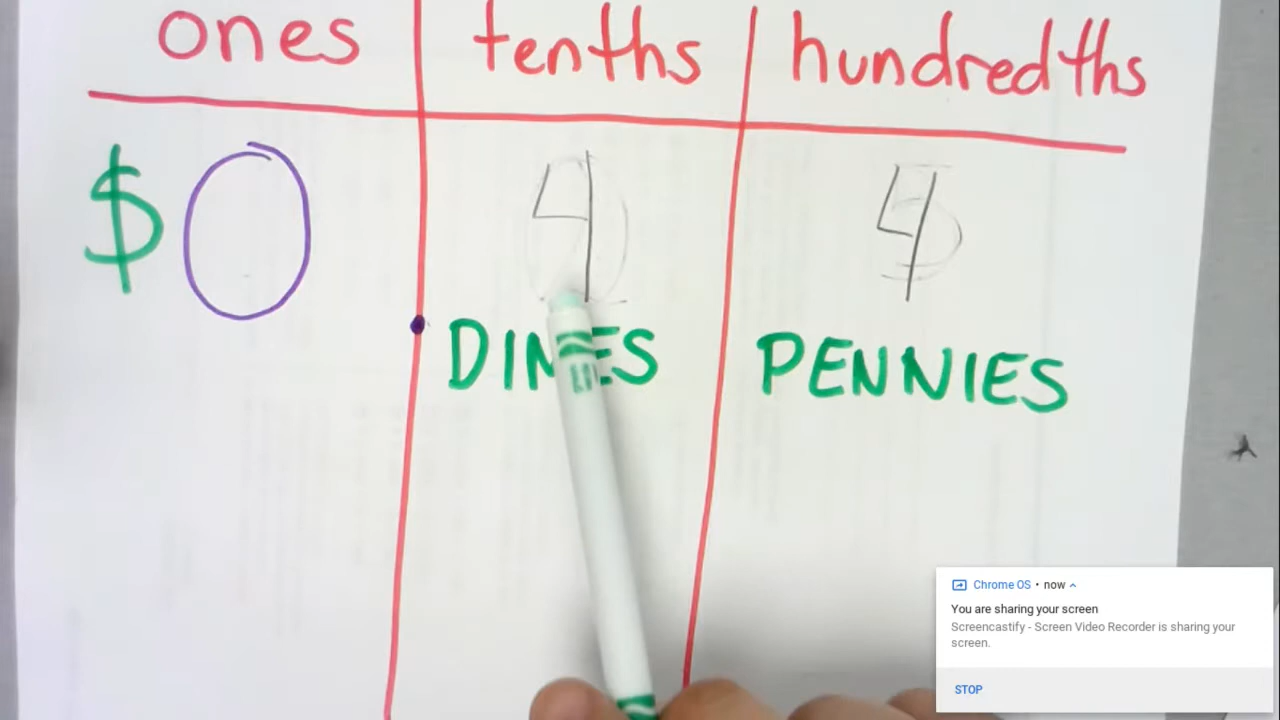 ones tenths hundredths
$0 4 4
DIMES PENNIES
Chrome OS • now
You are sharing your screen
Screencastify - Screen Video Recorder is sharing your
screen.
STOP